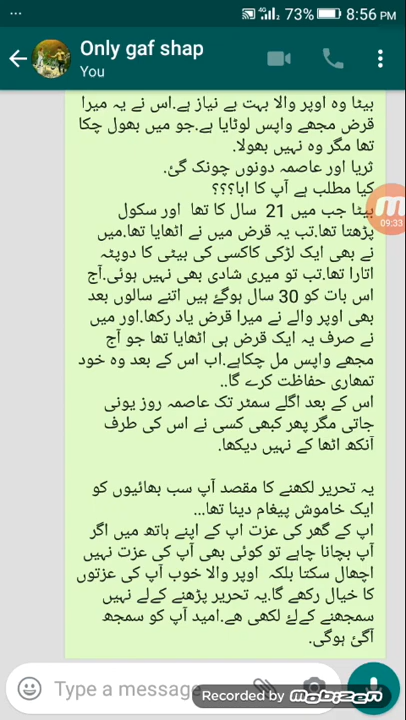 ...
73%
8:56 PM
Only gaf shap
You
بیٹا وہ اوپر والا بہت بے نیاز ہے.اس نے یہ میرا
قرض مجھے واپس لوٹایا ہے.جو میں بھول چکا
تھا مگر وہ نہیں بھولا.
ثریا اور عاصمہ دونوں چونک گئ.
کیا مطلب ہے آپ کا ابا؟؟؟؟
بیٹا جب میں 21 سال کا تھا اور سکول
پڑھتا تھا.تب یہ قرض میں نے اٹھایا تھا.میں
نے بھی ایک لڑکی کاکسی کی بیٹی کا دوپٹہ
اتارا تھا.تب تو میری شادی بھی نہیں ہوئی.آج
اس بات کو 30 سال ہوگۓ ہیں اتنے سالوں بعد
بھی اوپر والے نے میرا قرض یاد رکھا.اور میں
نے صرف یہ ایک قرض ہی اٹھایا تھا جو آج
مجھے واپس مل چکاہے.اب اس کے بعد وہ خود
تمھاری حفاظت کرے گا..
اس کے بعد اگلے سمٹر تک عاصمہ روز یونی
جاتی مگر پھر کبھی کسی نے اس کی طرف
آنکھ اٹھا کے نہیں دیکھا.
یہ تحریر لکھنے کا مقصد آپ سب بھائیوں کو
ایک خاموش پیغام دینا تھا...
اپ کے گھر کی عزت اپ کے اپنے ہاتھ میں اگر
آپ بچانا چاہے تو کوئی بھی آپ کی عزت نہیں
اچھال سکتا بلکہ اوپر والا خوب آپ کی عزتوں
کا خیال رکھے گا.یہ تحریر پڑھنے کےلے نہیں
سمجھنے کےلۓ لکھی ھے.امید آپ کو سمجھ
آگئ ہوگی.
09:33
Type a message
Recorded by mobizen